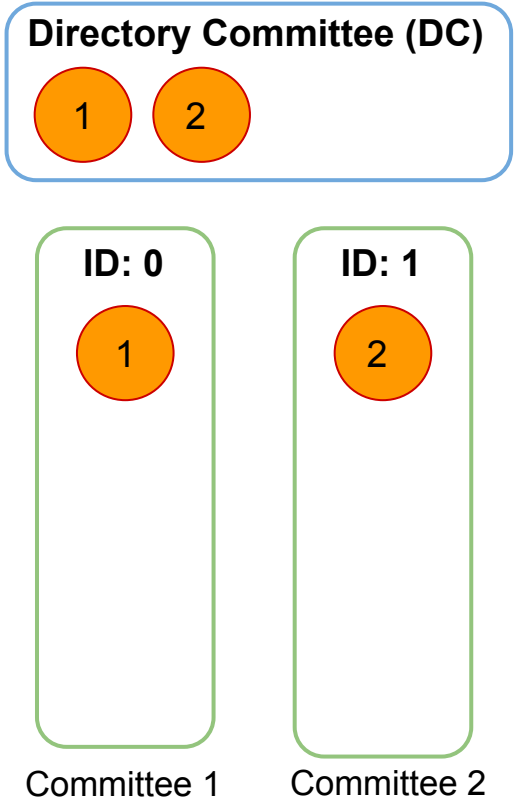 Directory Committee (DC)
1 2
ID: 0 ID: 1
1 2
Committee 1 Committee 2